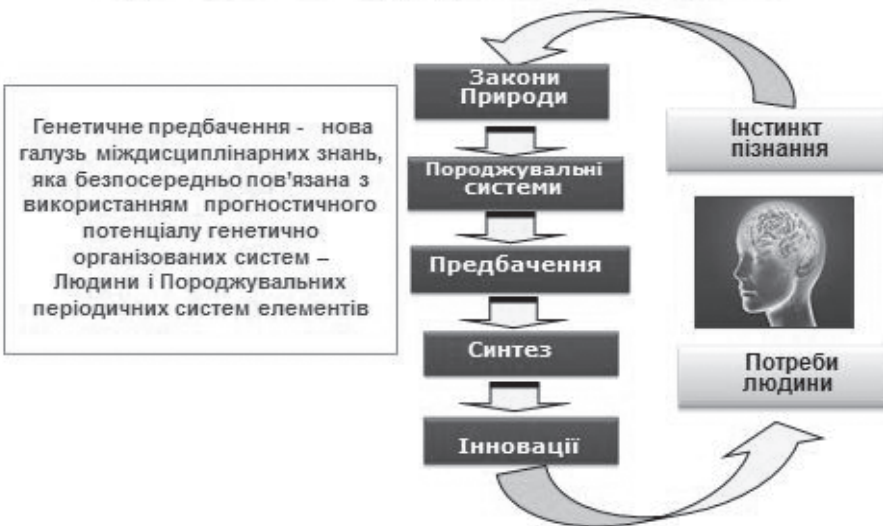 Генетичне предбачення - нова
галузь міждисциплінарних знань,
яка безпосередньо пов'язана з
використанням прогностичного
потенціалу генетично
організованих систем –
Людини і Породжувальних
періодичних систем елементів
Закони
Природи
Породжувальні
системи
Предбачення
Синтез
Інновації
Інстинкт
пізнання
Потреби
людини